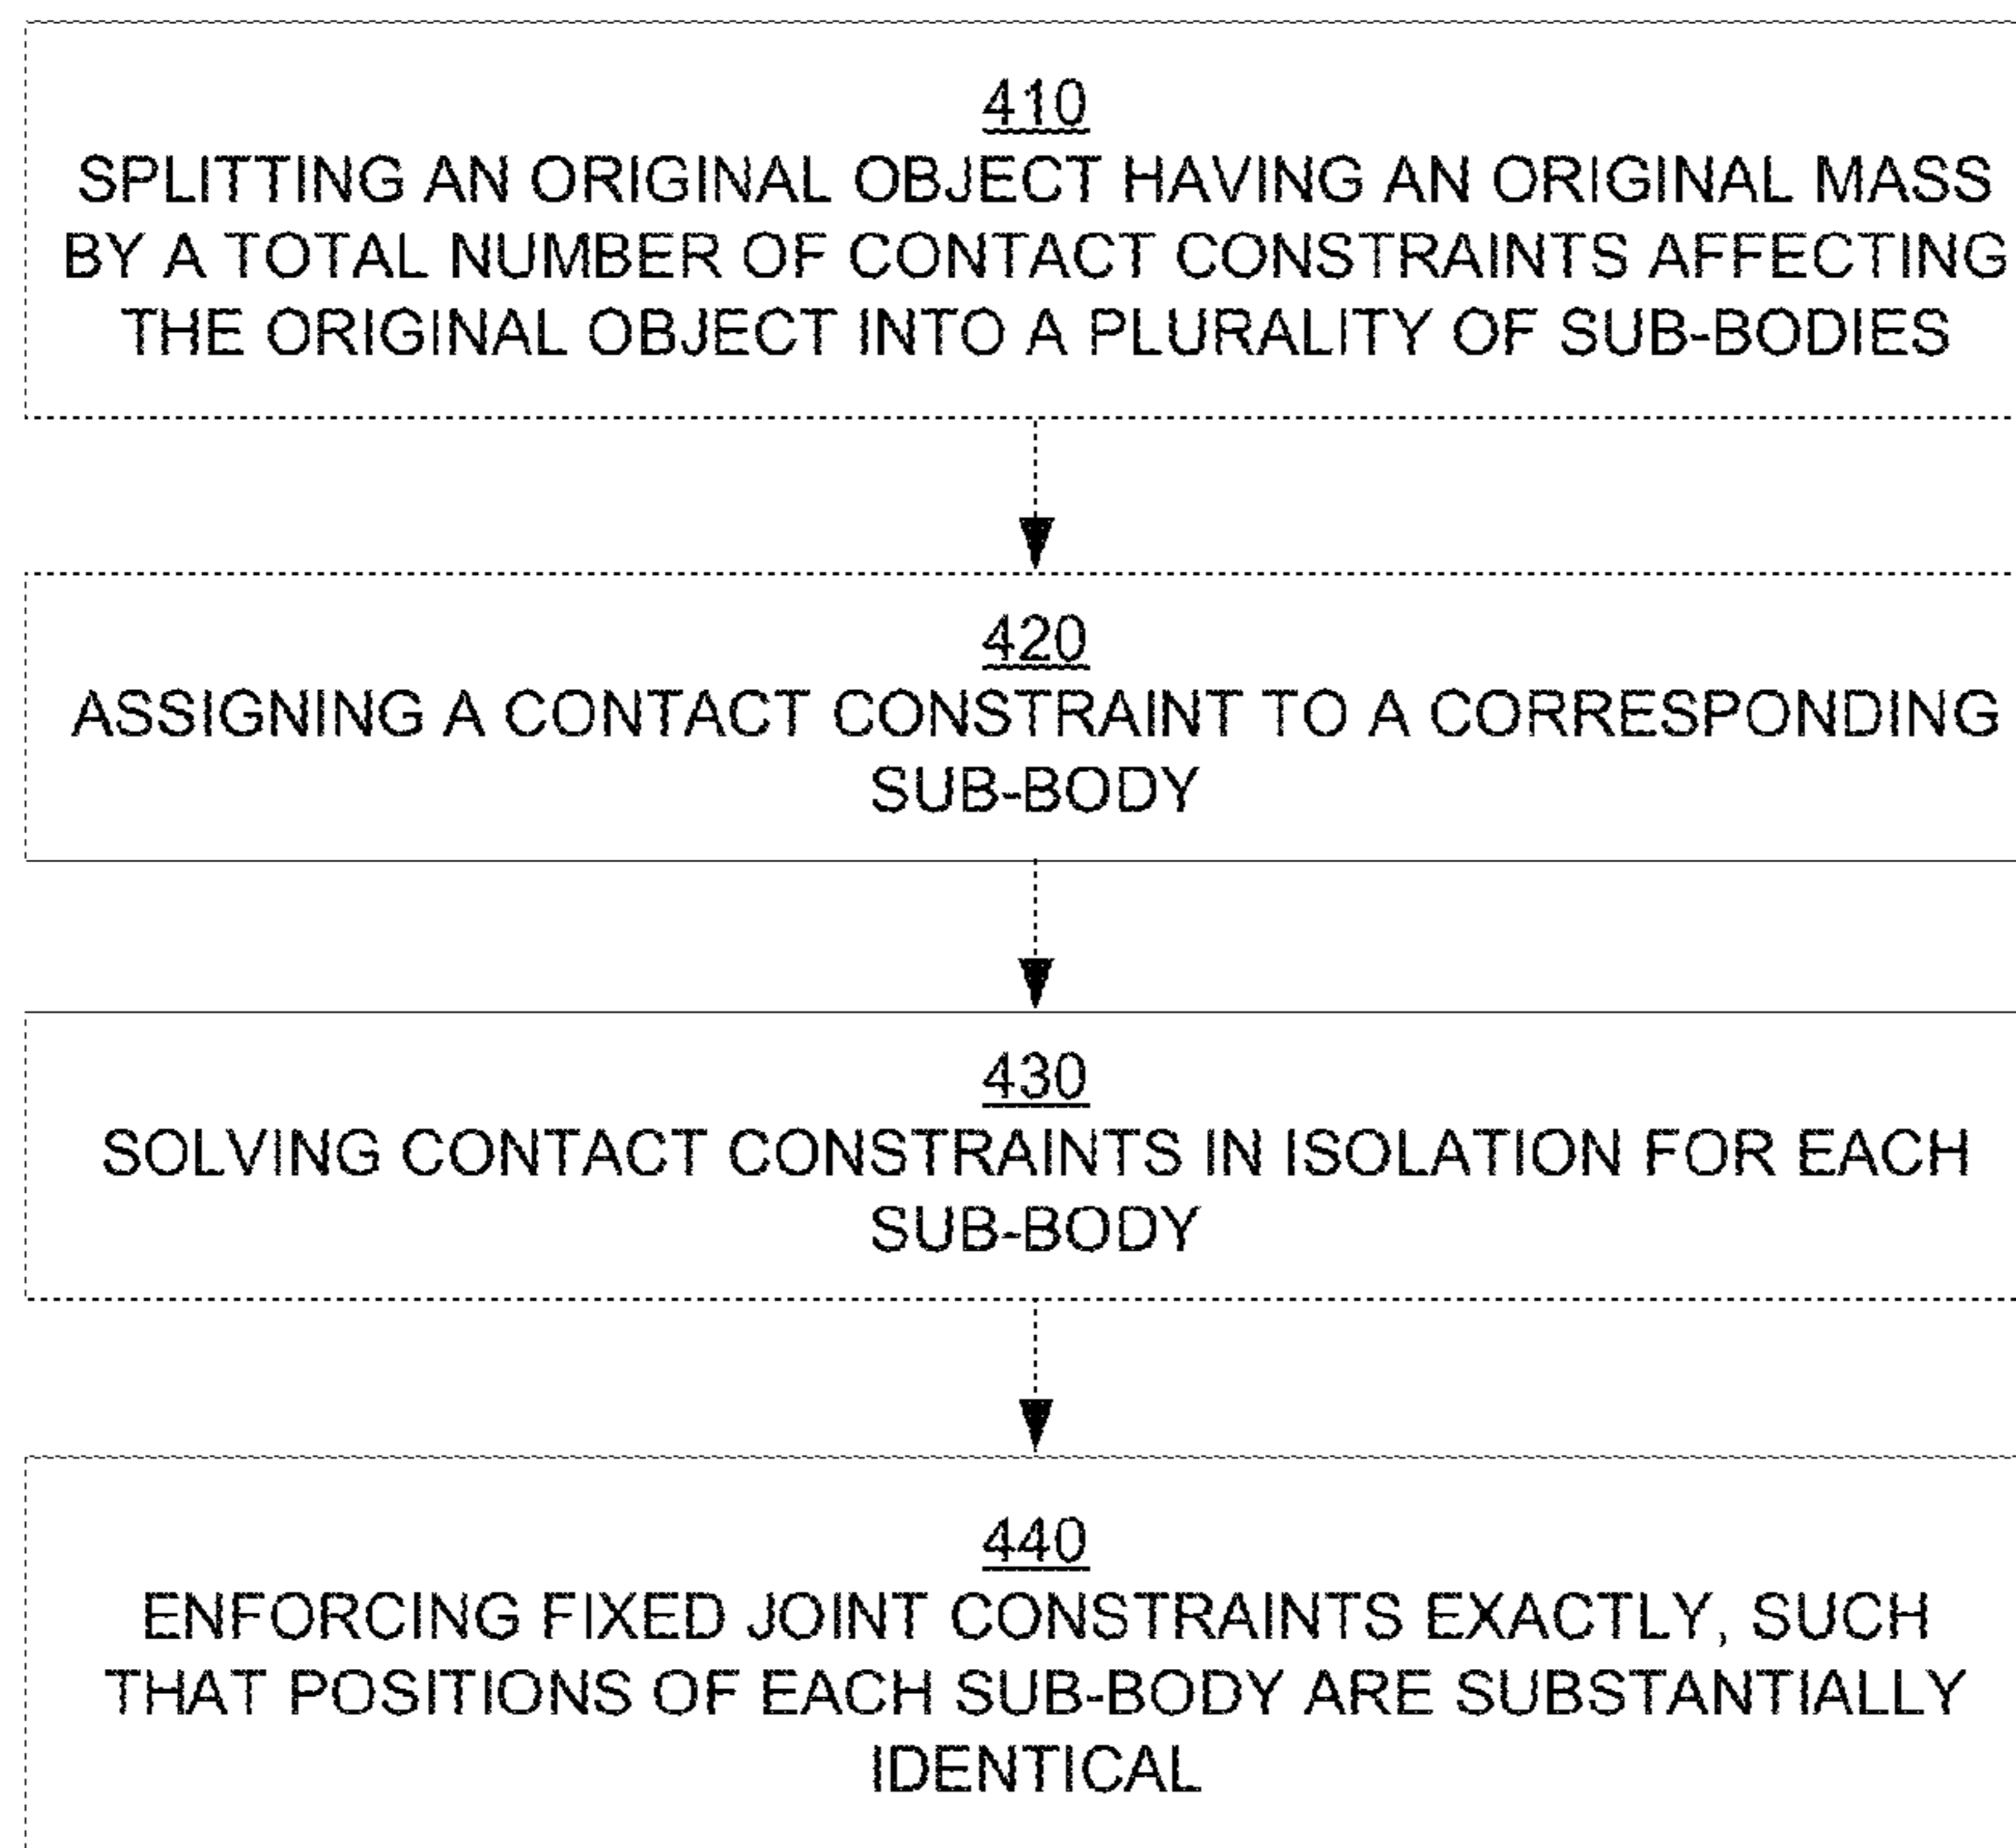 410
SPLITTING AN ORIGINAL OBJECT HAVING AN ORIGINAL MASS
BY A TOTAL NUMBER OF CONTACT CONSTRAINTS AFFECTING
THE ORIGINAL OBJECT INTO A PLURALITY OF SUB-BODIES
420
ASSIGNING A CONTACT CONSTRAINT TO A CORRESPONDING
SUB-BODY
430
SOLVING CONTACT CONSTRAINTS IN ISOLATION FOR EACH
SUB-BODY
440
ENFORCING FIXED JOINT CONSTRAINTS EXACTLY, SUCH
THAT POSITIONS OF EACH SUB-BODY ARE SUBSTANTIALLY
IDENTICAL